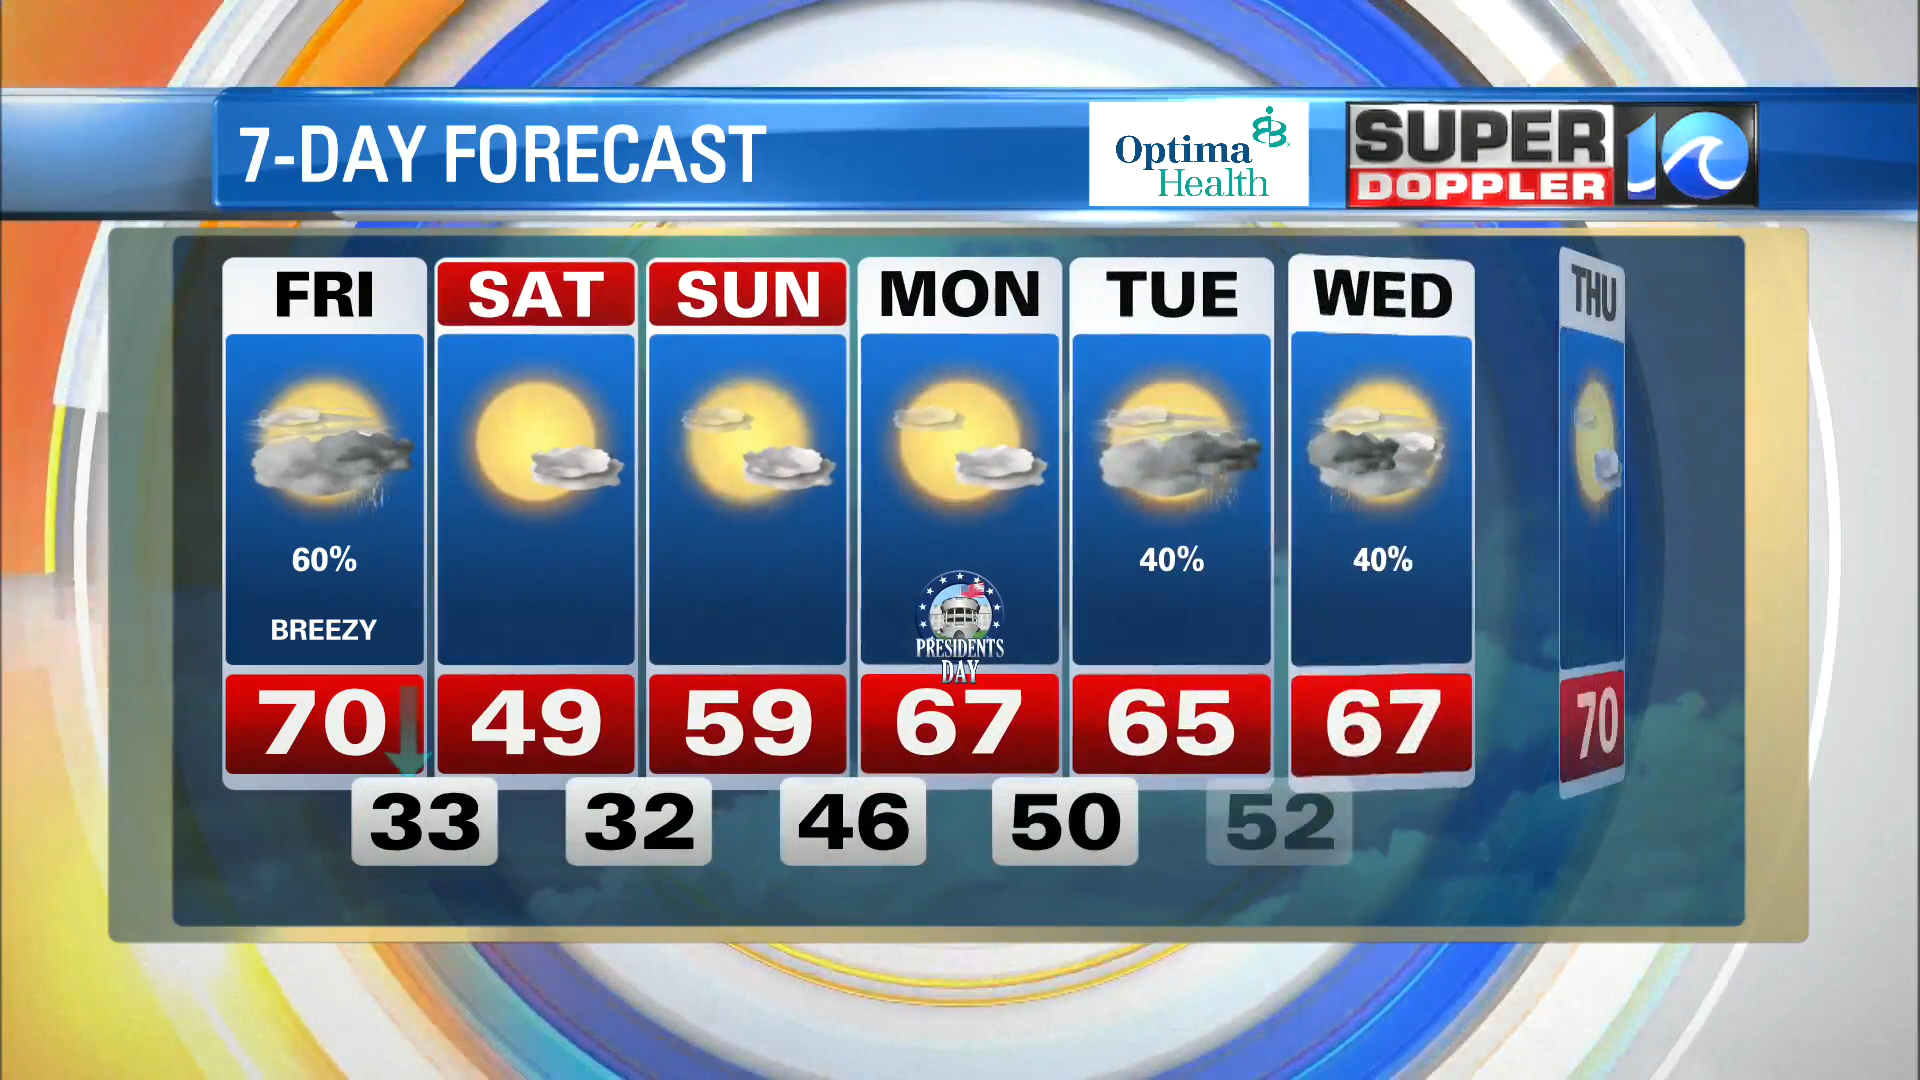 7-DAY FORECAST
Optima
Health
SUPER
DOPPLER
10
FRI
SAT
SUN
MON
TUE
WED
THU
60%
40%
40%
BREEZY
PRESIDENTS
DAY
70
49
59
67
65
67
70
33
32
46
50
52